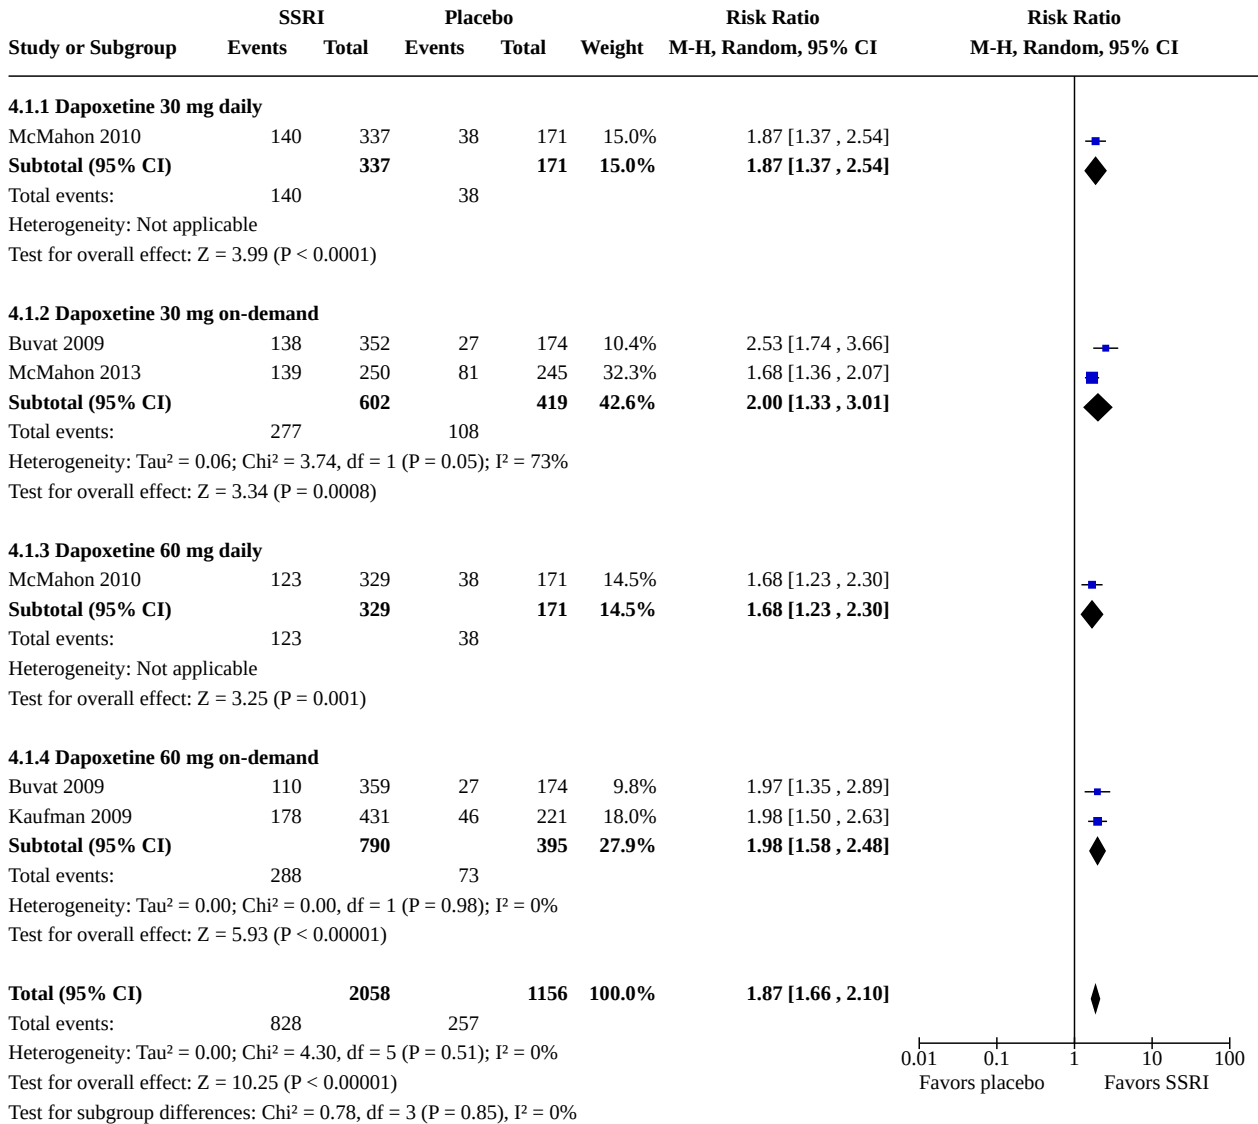 SSRI Placebo Risk Ratio Risk Ratio
Study or Subgroup Events Total Events Total Weight M-H, Random, 95% CI M-H, Random, 95% CI
4.1.1 Dapoxetine 30 mg daily
McMahon 2010 140 337 38 171 15.0% 1.87 [1.37 , 2.54]
Subtotal (95% CI) 337 171 15.0% 1.87 [1.37 , 2.54]
Total events: 140 38
Heterogeneity: Not applicable
Test for overall effect: Z = 3.99 (P < 0.0001)
4.1.2 Dapoxetine 30 mg on-demand
Buvat 2009 138 352 27 174 10.4% 2.53 [1.74 , 3.66]
McMahon 2013 139 250 81 245 32.3% 1.68 [1.36 , 2.07]
Subtotal (95% CI) 602 419 42.6% 2.00 [1.33 , 3.01]
Total events: 277 108
Heterogeneity: Tau² = 0.06; Chi² = 3.74, df = 1 (P = 0.05); I² = 73%
Test for overall effect: Z = 3.34 (P = 0.0008)
4.1.3 Dapoxetine 60 mg daily
McMahon 2010 123 329 38 171 14.5% 1.68 [1.23 , 2.30]
Subtotal (95% CI) 329 171 14.5% 1.68 [1.23 , 2.30]
Total events: 123 38
Heterogeneity: Not applicable
Test for overall effect: Z = 3.25 (P = 0.001)
4.1.4 Dapoxetine 60 mg on-demand
Buvat 2009 110 359 27 174 9.8% 1.97 [1.35 , 2.89]
Kaufman 2009 178 431 46 221 18.0% 1.98 [1.50 , 2.63]
Subtotal (95% CI) 790 395 27.9% 1.98 [1.58 , 2.48]
Total events: 288 73
Heterogeneity: Tau² = 0.00; Chi² = 0.00, df = 1 (P = 0.98); I² = 0%
Test for overall effect: Z = 5.93 (P < 0.00001)
Total (95% CI) 2058 1156 100.0% 1.87 [1.66 , 2.10]
Total events: 828 257
Heterogeneity: Tau² = 0.00; Chi² = 4.30, df = 5 (P = 0.51); I² = 0%
Test for overall effect: Z = 10.25 (P < 0.00001)
Test for subgroup differences: Chi² = 0.78, df = 3 (P = 0.85), I² = 0%
0.01 0.1 1 10 100
Favors placebo Favors SSRI